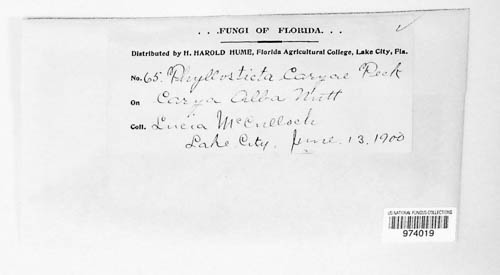 . . .FUNGI OF FLORIDA. . .
Distributed by H. HAROLD HUME, Florida Agricultural College, Lake City, Fla.
No. 65. Phyllosticta Caryae Peck
On Carya Alba Nutt
Coll. Lucia McCulloch
Lake City. June. 13, 1900
US NATIONAL FUNGUS COLLECTIONS
974019